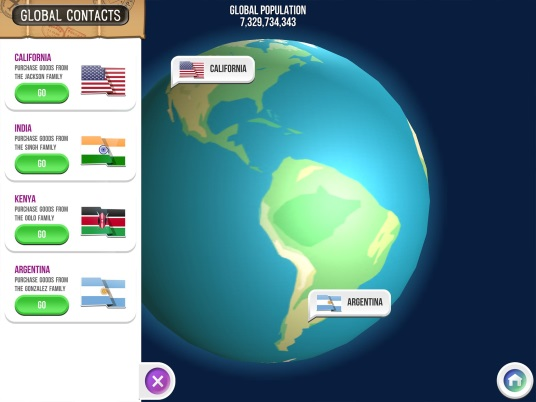 GLOBAL CONTACTS
GLOBAL POPULATION
7,329,734,343
CALIFORNIA
PURCHASE GOODS FROM
THE JACKSON FAMILY
GO
INDIA
PURCHASE GOODS FROM
THE SINGH FAMILY
GO
KENYA
PURCHASE GOODS FROM
THE ODLO FAMILY
GO
ARGENTINA
PURCHASE GOODS FROM
THE GONZALEZ FAMILY
GO
CALIFORNIA
ARGENTINA